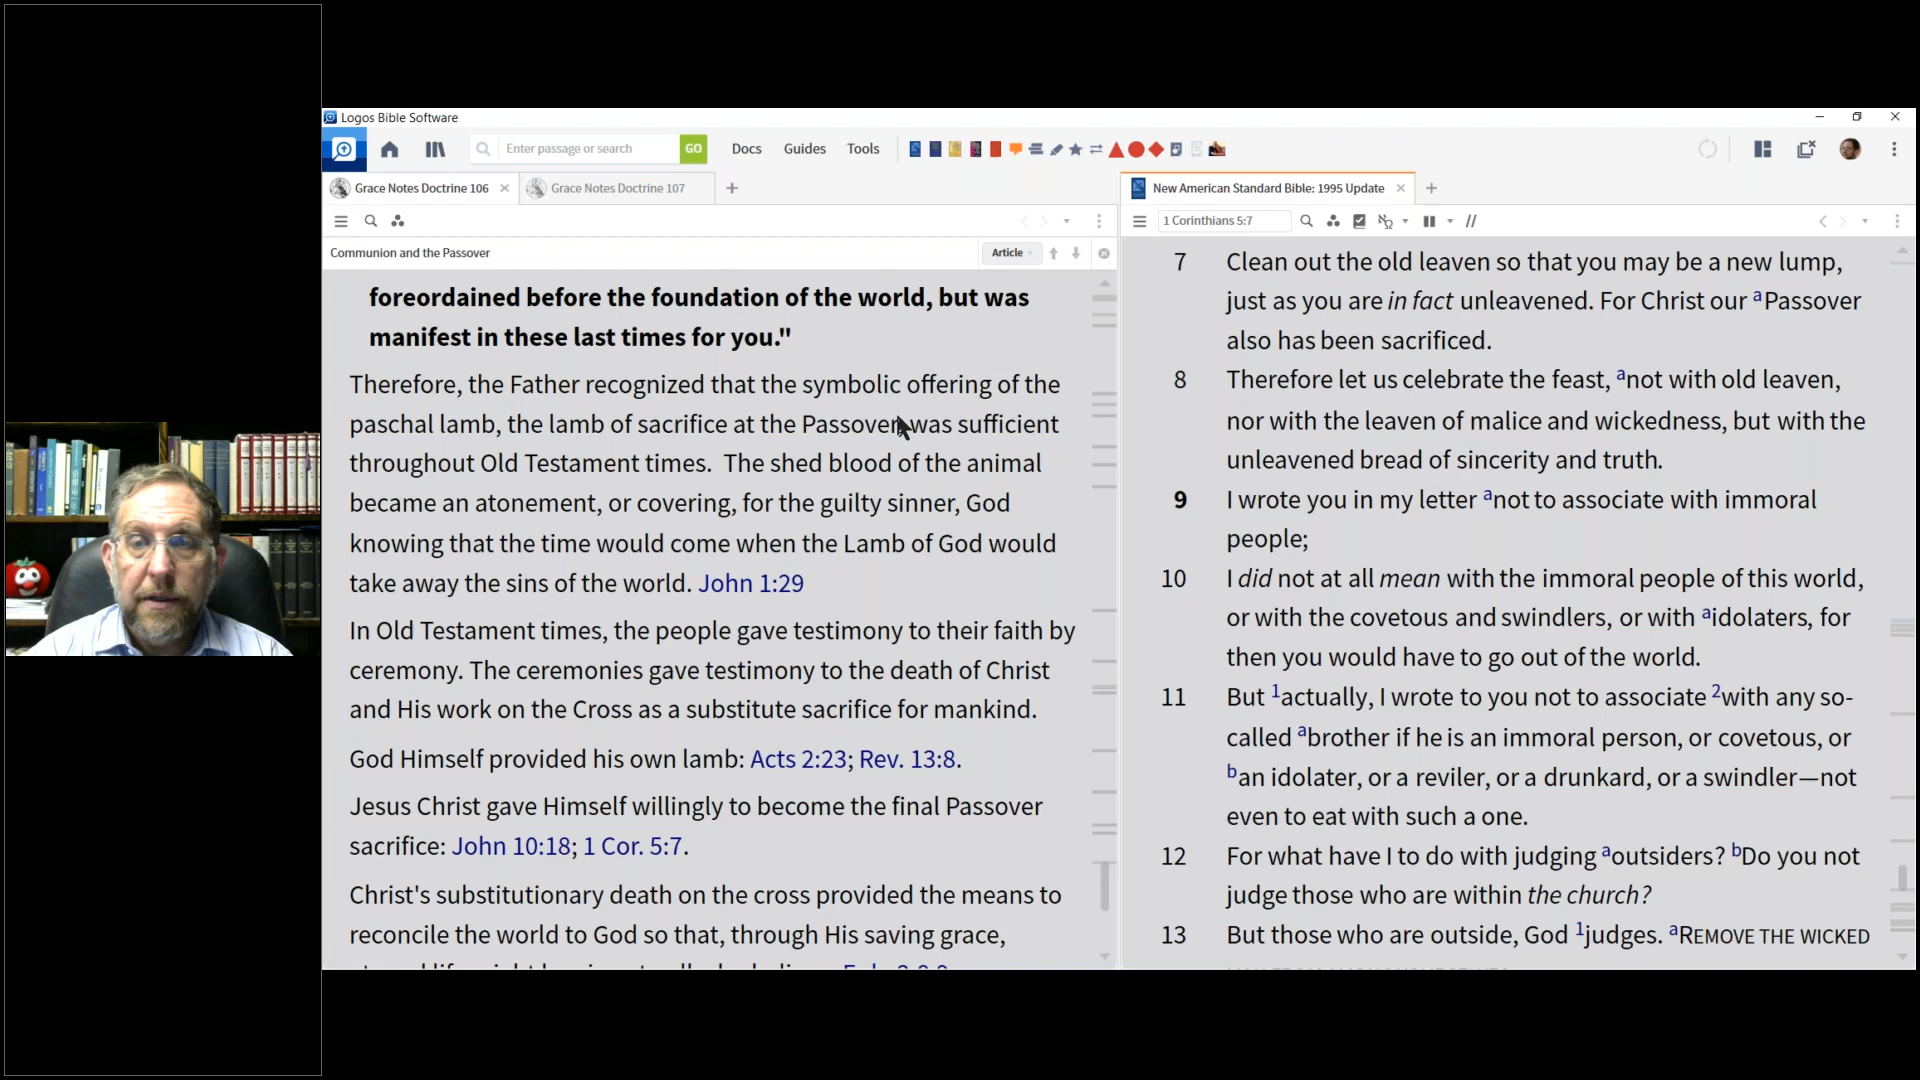 Logos Bible Software
Enter passage or search
GO
Docs
Guides
Tools
Grace Notes Doctrine 106
Grace Notes Doctrine 107
Communion and the Passover
Article
foreordained before the foundation of the world, but was
manifest in these last times for you."
Therefore, the Father recognized that the symbolic offering of the
paschal lamb, the lamb of sacrifice at the Passover, was sufficient
throughout Old Testament times. The shed blood of the animal
became an atonement, or covering, for the guilty sinner, God
knowing that the time would come when the Lamb of God would
take away the sins of the world. John 1:29
In Old Testament times, the people gave testimony to their faith by
ceremony. The ceremonies gave testimony to the death of Christ
and His work on the Cross as a substitute sacrifice for mankind.
God Himself provided his own lamb: Acts 2:23; Rev. 13:8.
Jesus Christ gave Himself willingly to become the final Passover
sacrifice: John 10:18; 1 Cor. 5:7.
Christ's substitutionary death on the cross provided the means to
reconcile the world to God so that, through His saving grace,
New American Standard Bible: 1995 Update
1 Corinthians 5:7
7 Clean out the old leaven so that you may be a new lump,
just as you are in fact unleavened. For Christ our aPassover
also has been sacrificed.
8 Therefore let us celebrate the feast, anot with old leaven,
nor with the leaven of malice and wickedness, but with the
unleavened bread of sincerity and truth.
9 I wrote you in my letter anot to associate with immoral
people;
10 I did not at all mean with the immoral people of this world,
or with the covetous and swindlers, or with aidolaters, for
then you would have to go out of the world.
11 But 1actually, I wrote to you not to associate 2with any so-
called abrother if he is an immoral person, or covetous, or
ban idolater, or a reviler, or a drunkard, or a swindler—not
even to eat with such a one.
12 For what have I to do with judging aoutsiders? bDo you not
judge those who are within the church?
13 But those who are outside, God 1judges. aREMOVE THE WICKED